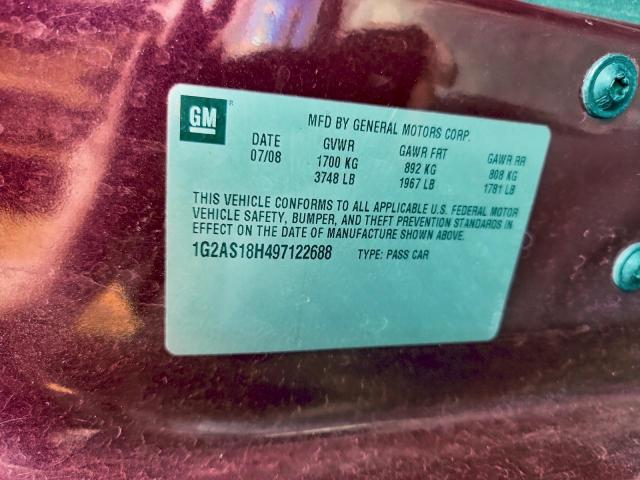 GM®
MFD BY GENERAL MOTORS CORP.
DATE GVWR GAWR FRT GAWR RR
07/08 1700 KG 892 KG 808 KG
3748 LB 1967 LB 1781 LB
THIS VEHICLE CONFORMS TO ALL APPLICABLE U.S. FEDERAL MOTOR
VEHICLE SAFETY, BUMPER, AND THEFT PREVENTION STANDARDS IN
EFFECT ON THE DATE OF MANUFACTURE SHOWN ABOVE.
1G2AS18H497122688 TYPE: PASS CAR